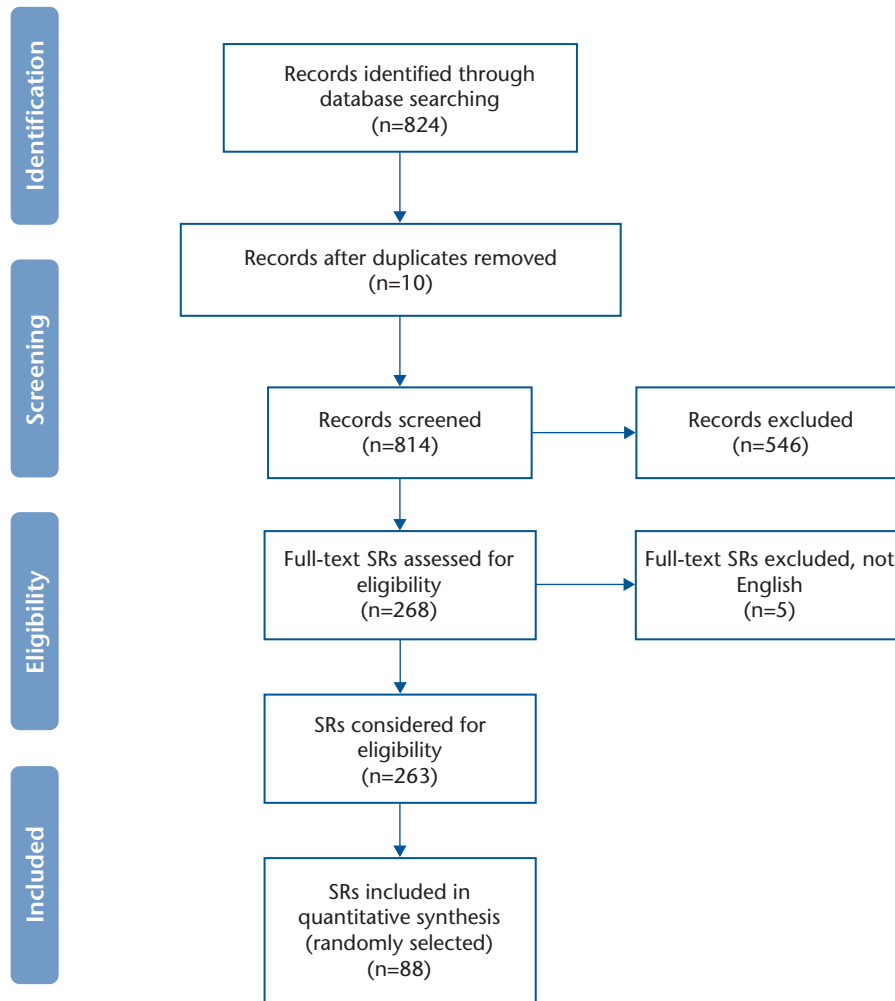 Identification
Records identified through
database searching
(n=824)
Records after duplicates removed
(n=10)
Screening
Records screened
(n=814)
Records excluded
(n=546)
Eligibility
Full-text SRs assessed for
eligibility
(n=268)
Full-text SRs excluded, not
English
(n=5)
SRs considered for
eligibility
(n=263)
Included
SRs included in
quantitative synthesis
(randomly selected)
(n=88)